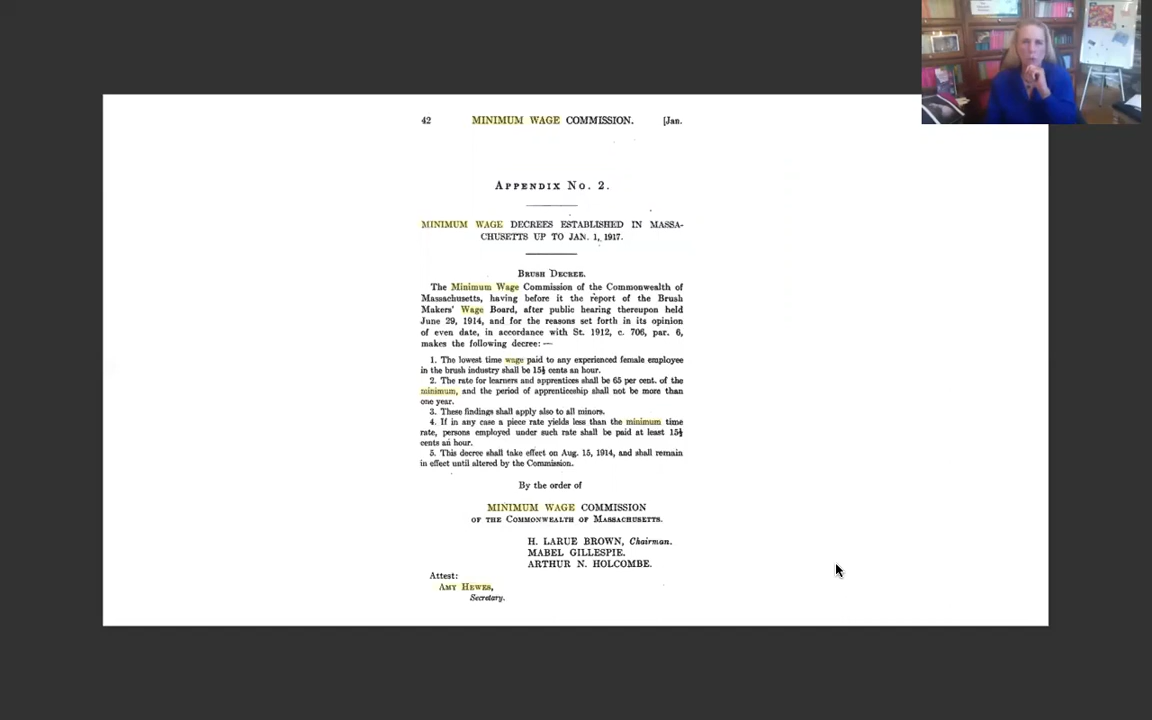 42 MINIMUM WAGE COMMISSION. [Jan.
APPENDIX NO. 2.
MINIMUM WAGE DECREES ESTABLISHED IN MASSA-
CHUSETTS UP TO JAN. 1, 1917.
BRUSH DECREE.
The Minimum Wage Commission of the Commonwealth of
Massachusetts, having before it the report of the Brush
Makers' Wage Board, after public hearing thereupon held
June 29, 1914, and for the reasons set forth in its opinion
of even date, in accordance with St. 1912, c. 706, par. 6,
makes the following decree: —
1. The lowest time wage paid to any experienced female employee
in the brush industry shall be 15½ cents an hour.
2. The rate for learners and apprentices shall be 65 per cent. of the
minimum, and the period of apprenticeship shall not be more than
one year.
3. These findings shall apply also to all minors.
4. If in any case a piece rate yields less than the minimum time
rate, persons employed under such rate shall be paid at least 15½
cents an hour.
5. This decree shall take effect on Aug. 15, 1914, and shall remain
in effect until altered by the Commission.
By the order of
MINIMUM WAGE COMMISSION
OF THE COMMONWEALTH OF MASSACHUSETTS.
H. LARUE BROWN, Chairman.
MABEL GILLESPIE.
ARTHUR N. HOLCOMBE.
Attest:
AMY HEWES,
Secretary.